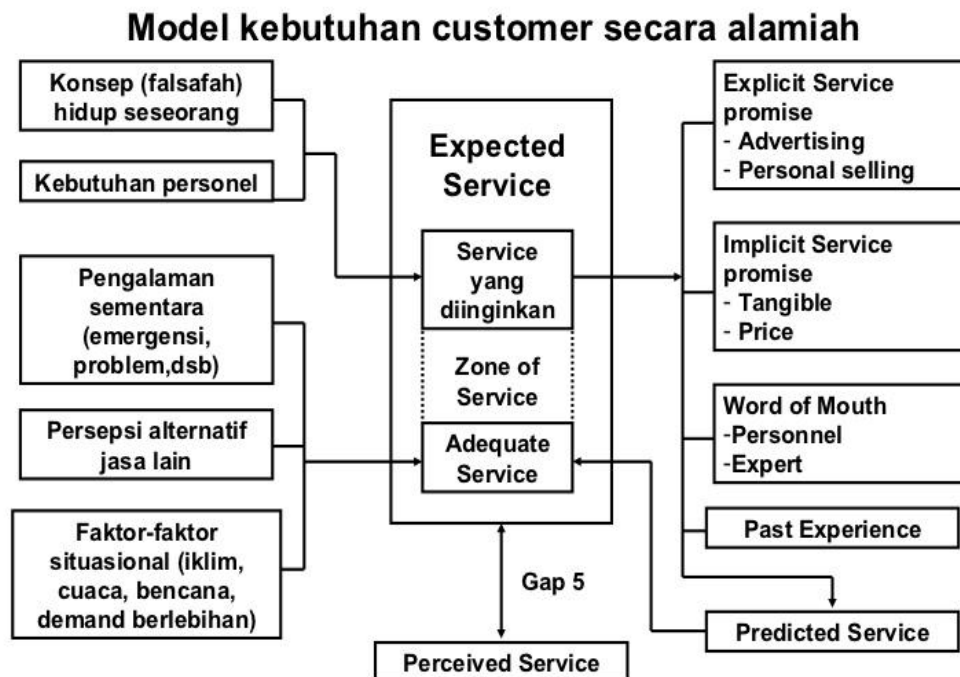 Model kebutuhan customer secara alamiah
Konsep (falsafah)
hidup seseorang
Kebutuhan personel
Pengalaman
sementara
(emergensi,
problem,dsb)
Persepsi alternatif
jasa lain
Faktor-faktor
situasional (iklim,
cuaca, bencana,
demand berlebihan)
Expected
Service
Service
yang
diinginkan
Zone of
Service
Adequate
Service
Gap 5
Perceived Service
Explicit Service
promise
- Advertising
- Personal selling
Implicit Service
promise
- Tangible
- Price
Word of Mouth
-Personnel
-Expert
Past Experience
Predicted Service